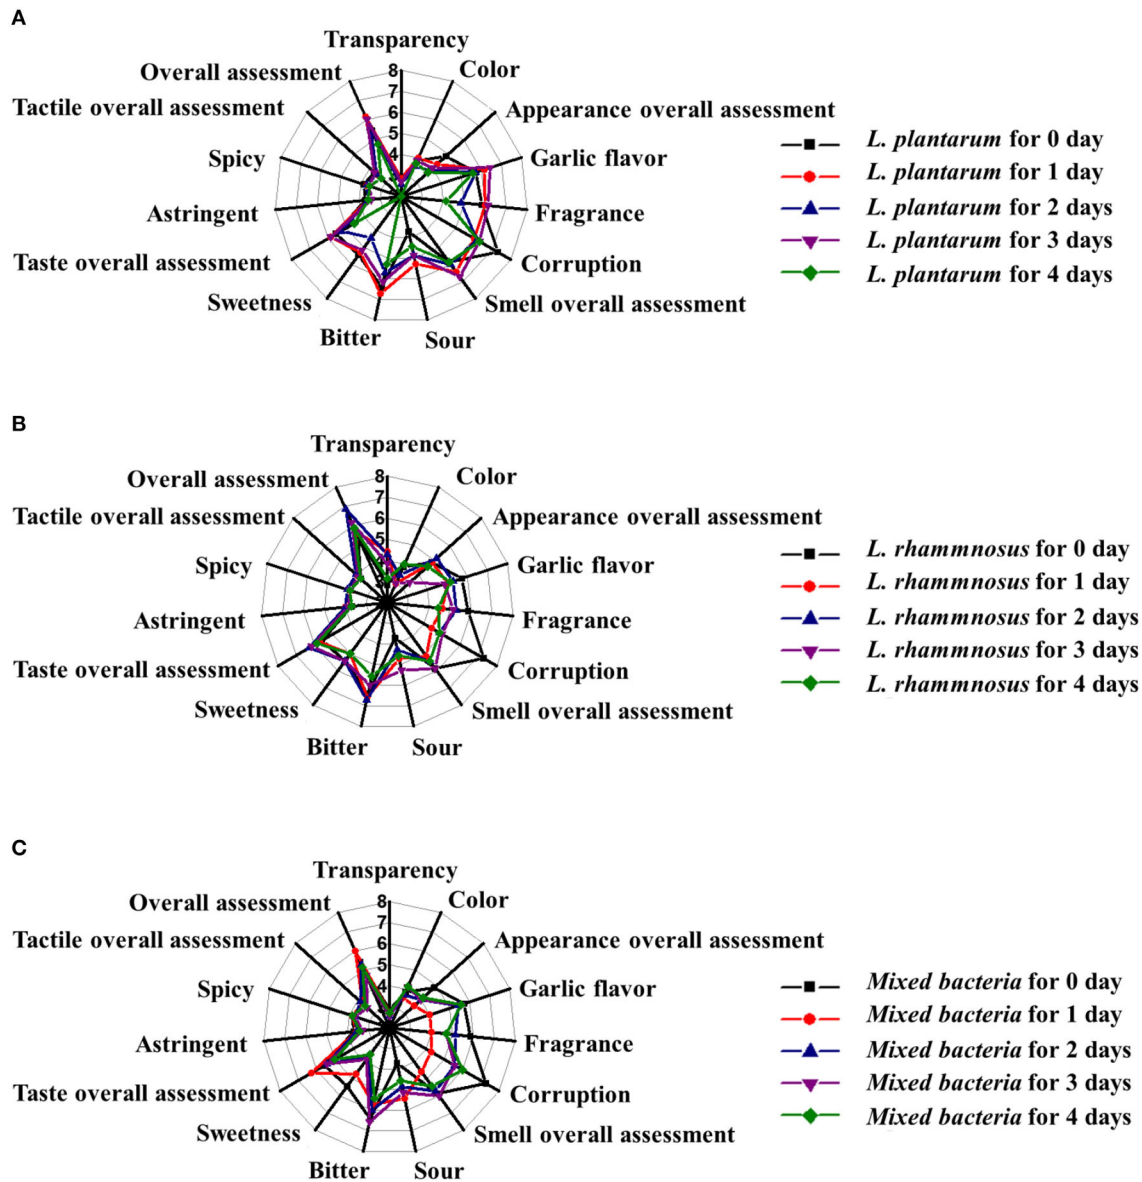 A
Transparency
Overall assessment
Color
Tactile overall assessment
Appearance overall assessment
Spicy
Garlic flavor
Astringent
Fragrance
Taste overall assessment
Corruption
Sweetness
Smell overall assessment
Bitter
Sour
8
7
6
5
4
L. plantarum for 0 day
L. plantarum for 1 day
L. plantarum for 2 days
L. plantarum for 3 days
L. plantarum for 4 days
B
Transparency
Overall assessment
Color
Tactile overall assessment
Appearance overall assessment
Spicy
Garlic flavor
Astringent
Fragrance
Taste overall assessment
Corruption
Sweetness
Smell overall assessment
Bitter
Sour
8
7
6
5
L. rhammnosus for 0 day
L. rhammnosus for 1 day
L. rhammnosus for 2 days
L. rhammnosus for 3 days
L. rhammnosus for 4 days
C
Transparency
Overall assessment
Color
Tactile overall assessment
Appearance overall assessment
Spicy
Garlic flavor
Astringent
Fragrance
Taste overall assessment
Corruption
Sweetness
Smell overall assessment
Bitter
Sour
8
7
6
5
4
Mixed bacteria for 0 day
Mixed bacteria for 1 day
Mixed bacteria for 2 days
Mixed bacteria for 3 days
Mixed bacteria for 4 days